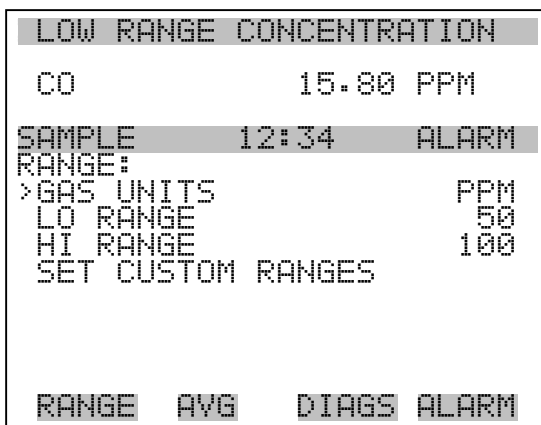 LOW RANGE CONCENTRATION
CO 15.80 PPM
SAMPLE 12:34 ALARM
RANGE:
>GAS UNITS PPM
LO RANGE 50
HI RANGE 100
SET CUSTOM RANGES
RANGE AVG DIAGS ALARM